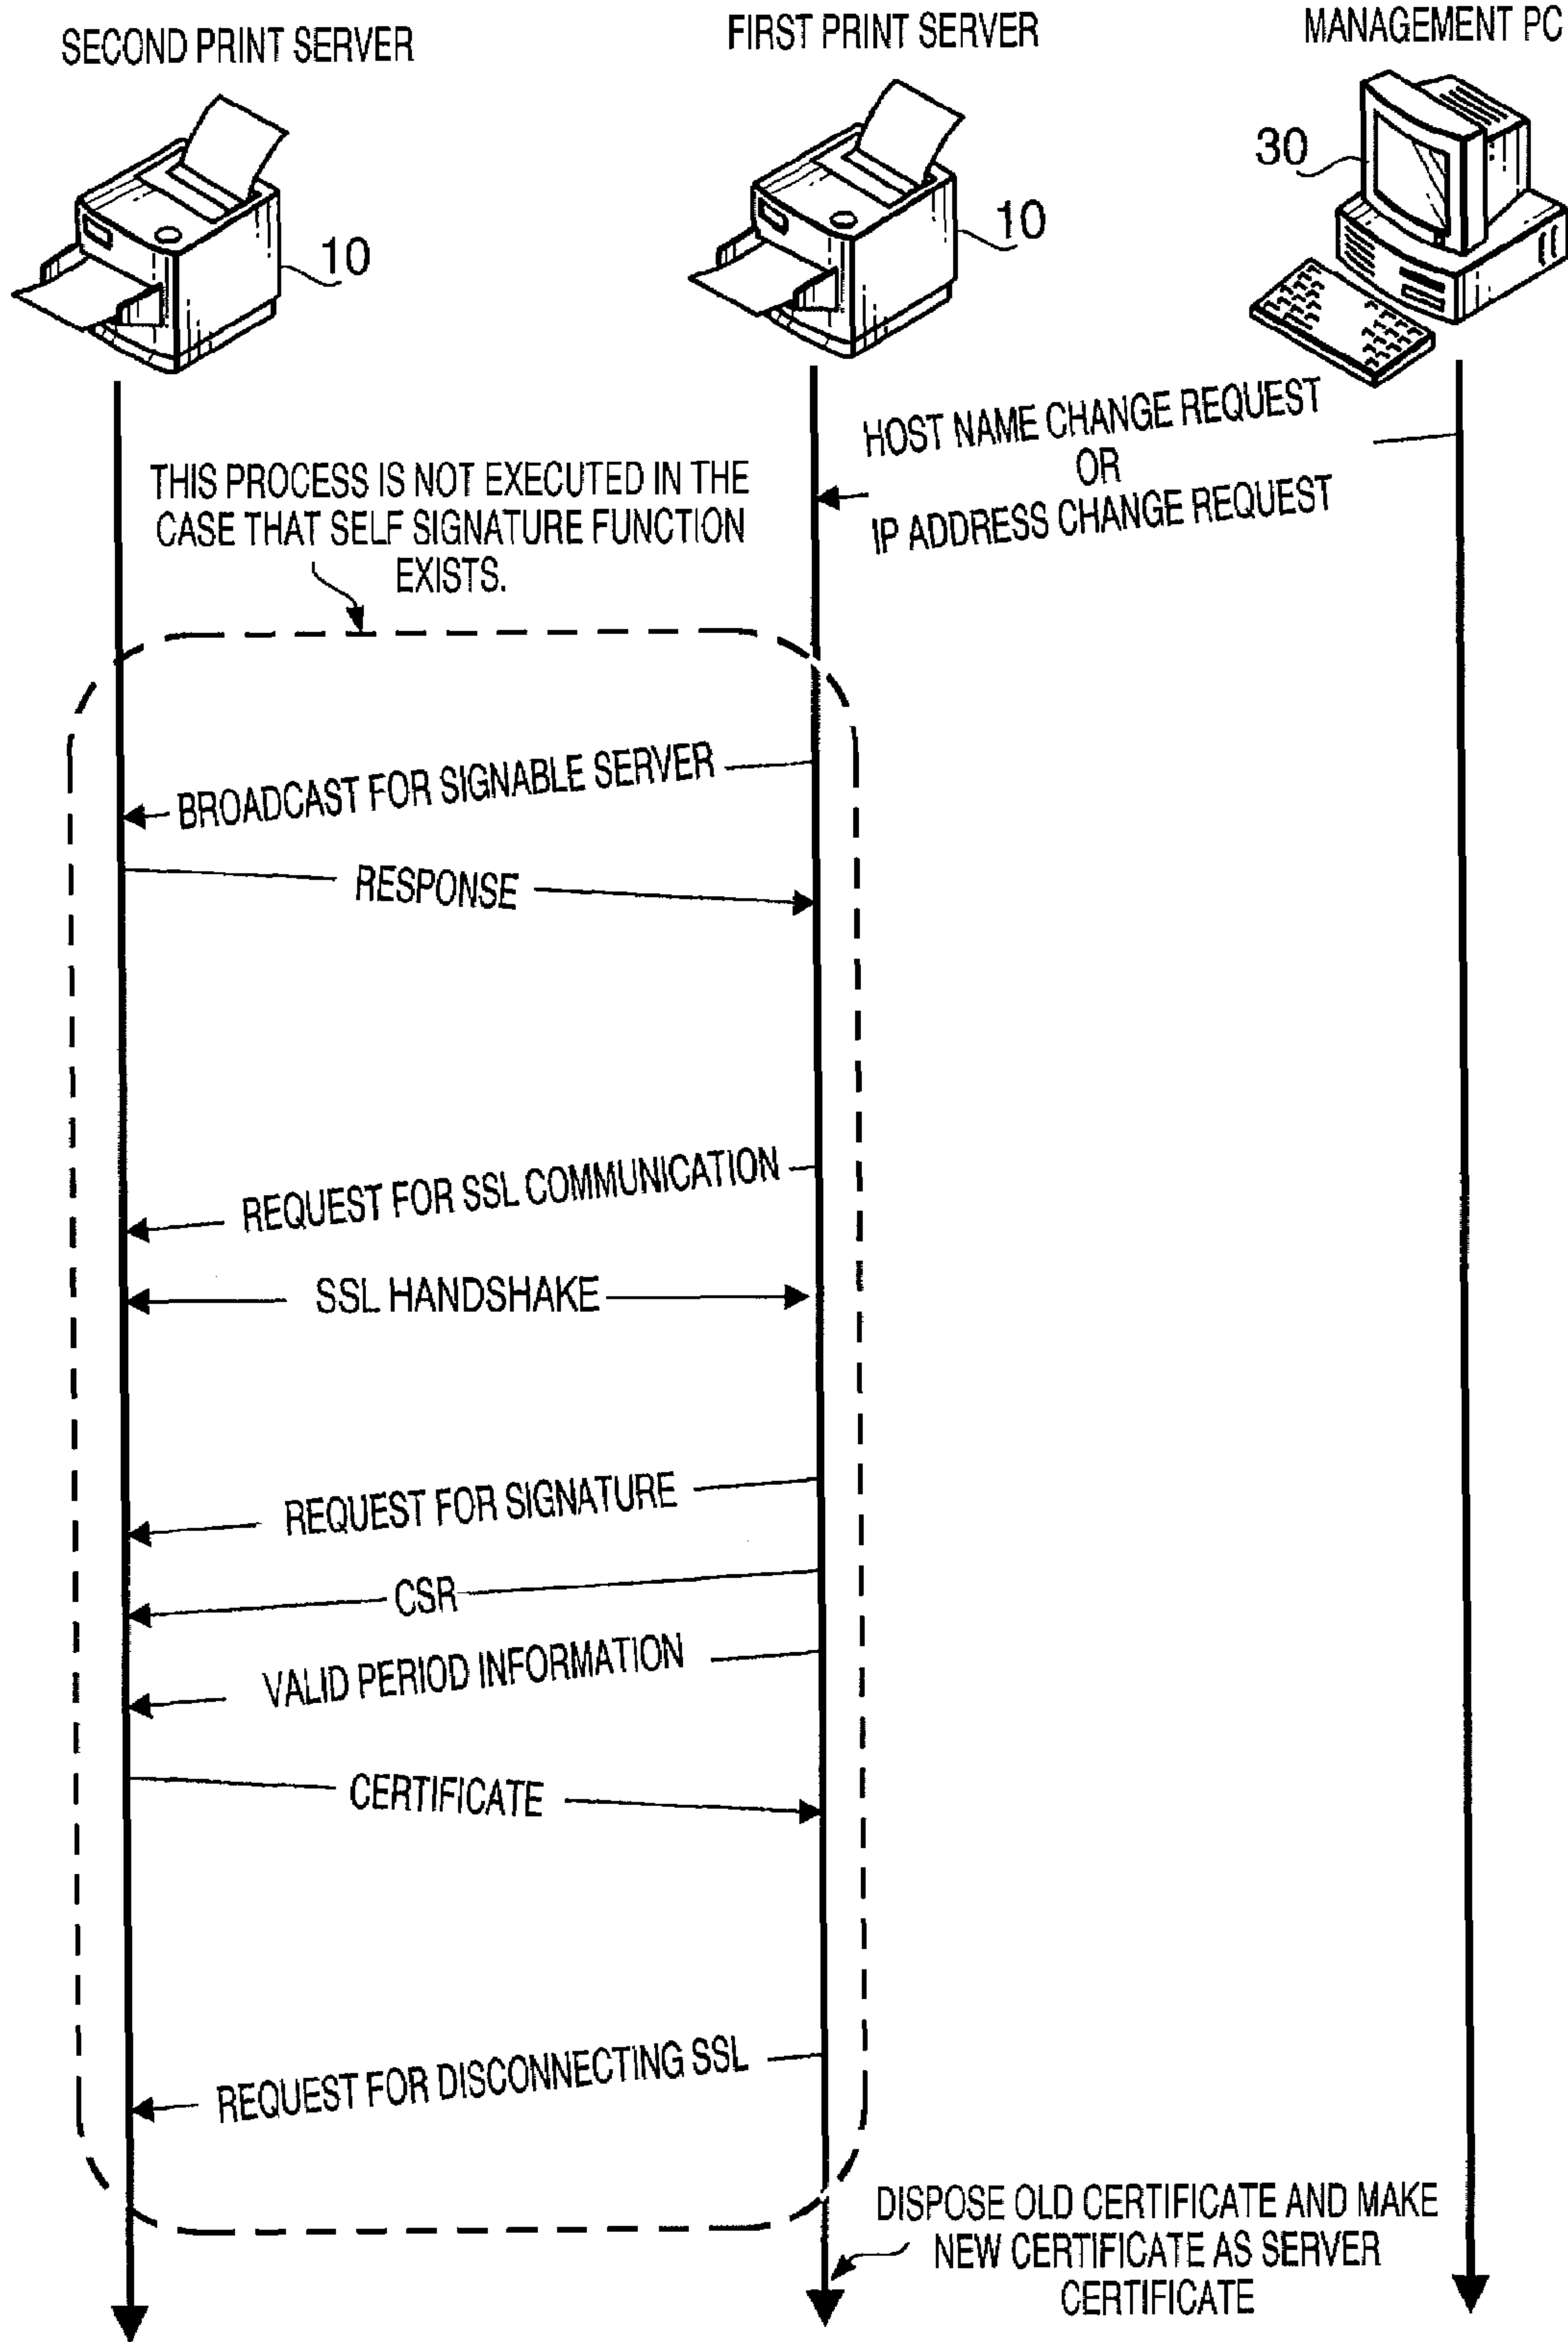 SECOND PRINT SERVER
FIRST PRINT SERVER
MANAGEMENT PC
10
10
30
HOST NAME CHANGE REQUEST
OR
IP ADDRESS CHANGE REQUEST
THIS PROCESS IS NOT EXECUTED IN THE
CASE THAT SELF SIGNATURE FUNCTION
EXISTS.
BROADCAST FOR SIGNABLE SERVER
RESPONSE
REQUEST FOR SSL COMMUNICATION
SSL HANDSHAKE
REQUEST FOR SIGNATURE
CSR
VALID PERIOD INFORMATION
CERTIFICATE
REQUEST FOR DISCONNECTING SSL
DISPOSE OLD CERTIFICATE AND MAKE
NEW CERTIFICATE AS SERVER
CERTIFICATE